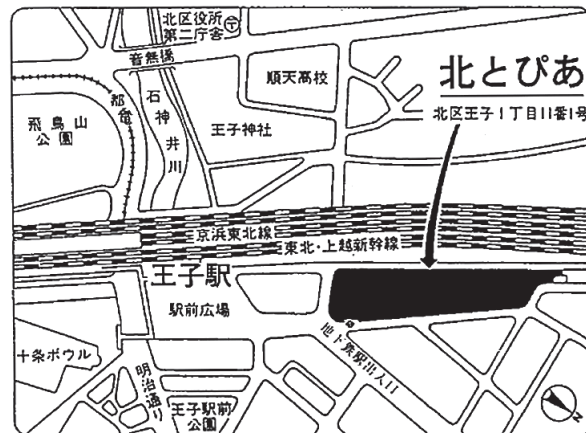 北区役所
第二庁舎
音無橋
順天高校
北とぴあ
北区王子1丁目11番1号
都電
石神井川
飛鳥山
公園
王子神社
京浜東北線
東北・上越新幹線
王子駅
駅前広場
地下鉄駅出入口
十条ボウル
明治通り
王子駅前
公園
N